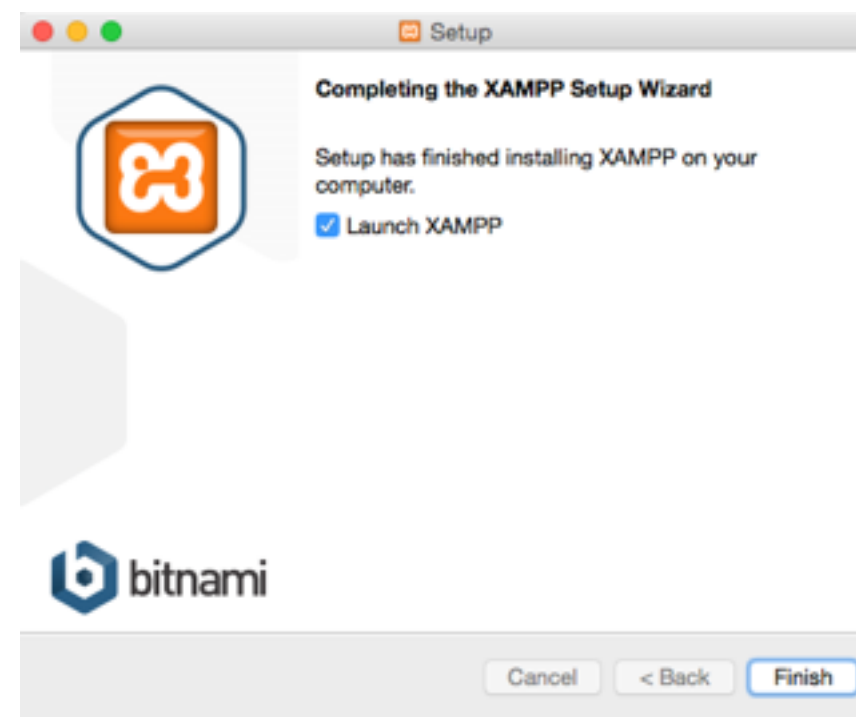 Setup
Completing the XAMPP Setup Wizard
Setup has finished installing XAMPP on your
computer.
Launch XAMPP
bitnami
Cancel
< Back
Finish